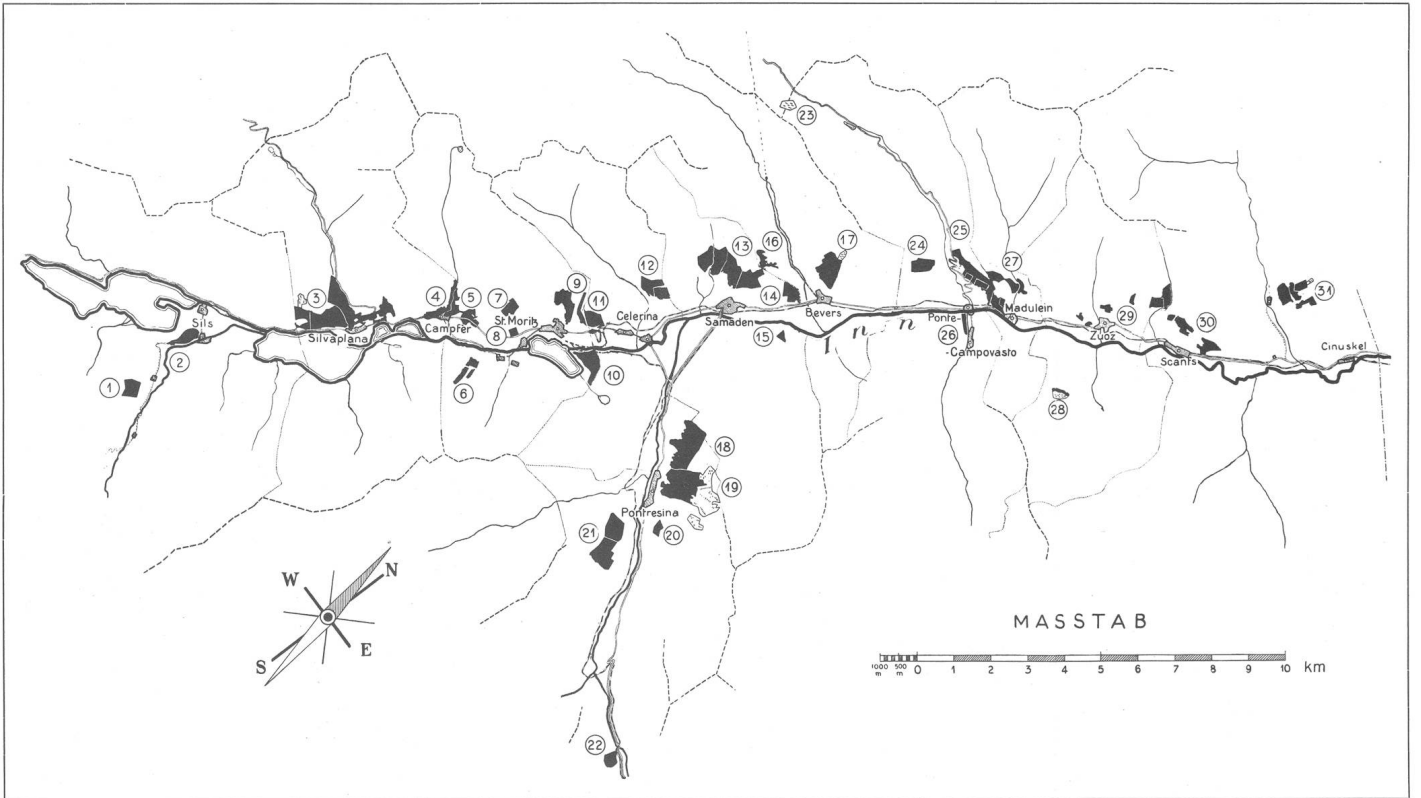 23
17
16
13
24
25
27
12
9
11
7
5
4
3
14
8
31
29
30
26
15
10
6
2
1
28
18
19
20
21
22
Sils
Silvaplana
Campfer
St. Moritz
Celerina
Samaden
Bevers
Inn
Ponte-
-Campovasto
Madulein
Zuoz
Scanfs
Cinuskel
Pontresina
W
N
S
E
MASSTAB
1000 m 500 m 0 1 2 3 4 5 6 7 8 9 10 km